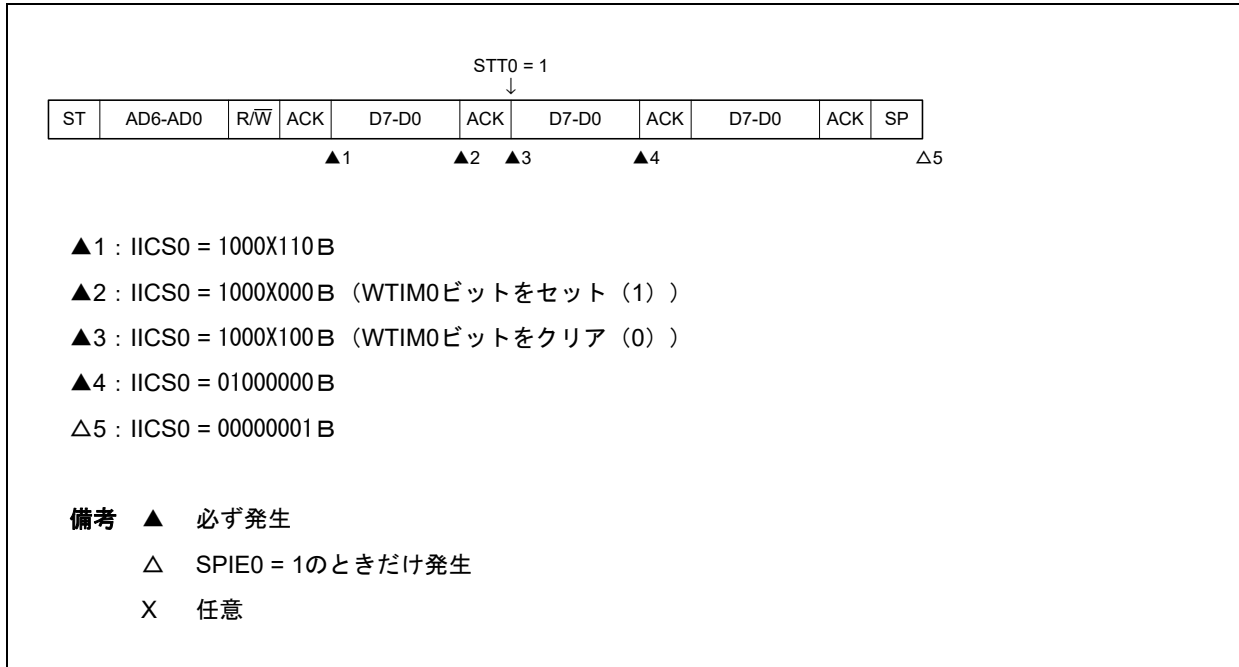 STT0 = 1
↓
ST AD6-AD0 R/W̅ ACK D7-D0 ACK D7-D0 ACK D7-D0 ACK SP
▲1 ▲2 ▲3 ▲4 △5
▲1：IICS0 = 1000X110B
▲2：IICS0 = 1000X000B（WTIM0ビットをセット（1））
▲3：IICS0 = 1000X100B（WTIM0ビットをクリア（0））
▲4：IICS0 = 01000000B
△5：IICS0 = 00000001B
備考 ▲ 必ず発生
△ SPIE0 = 1のときだけ発生
X 任意